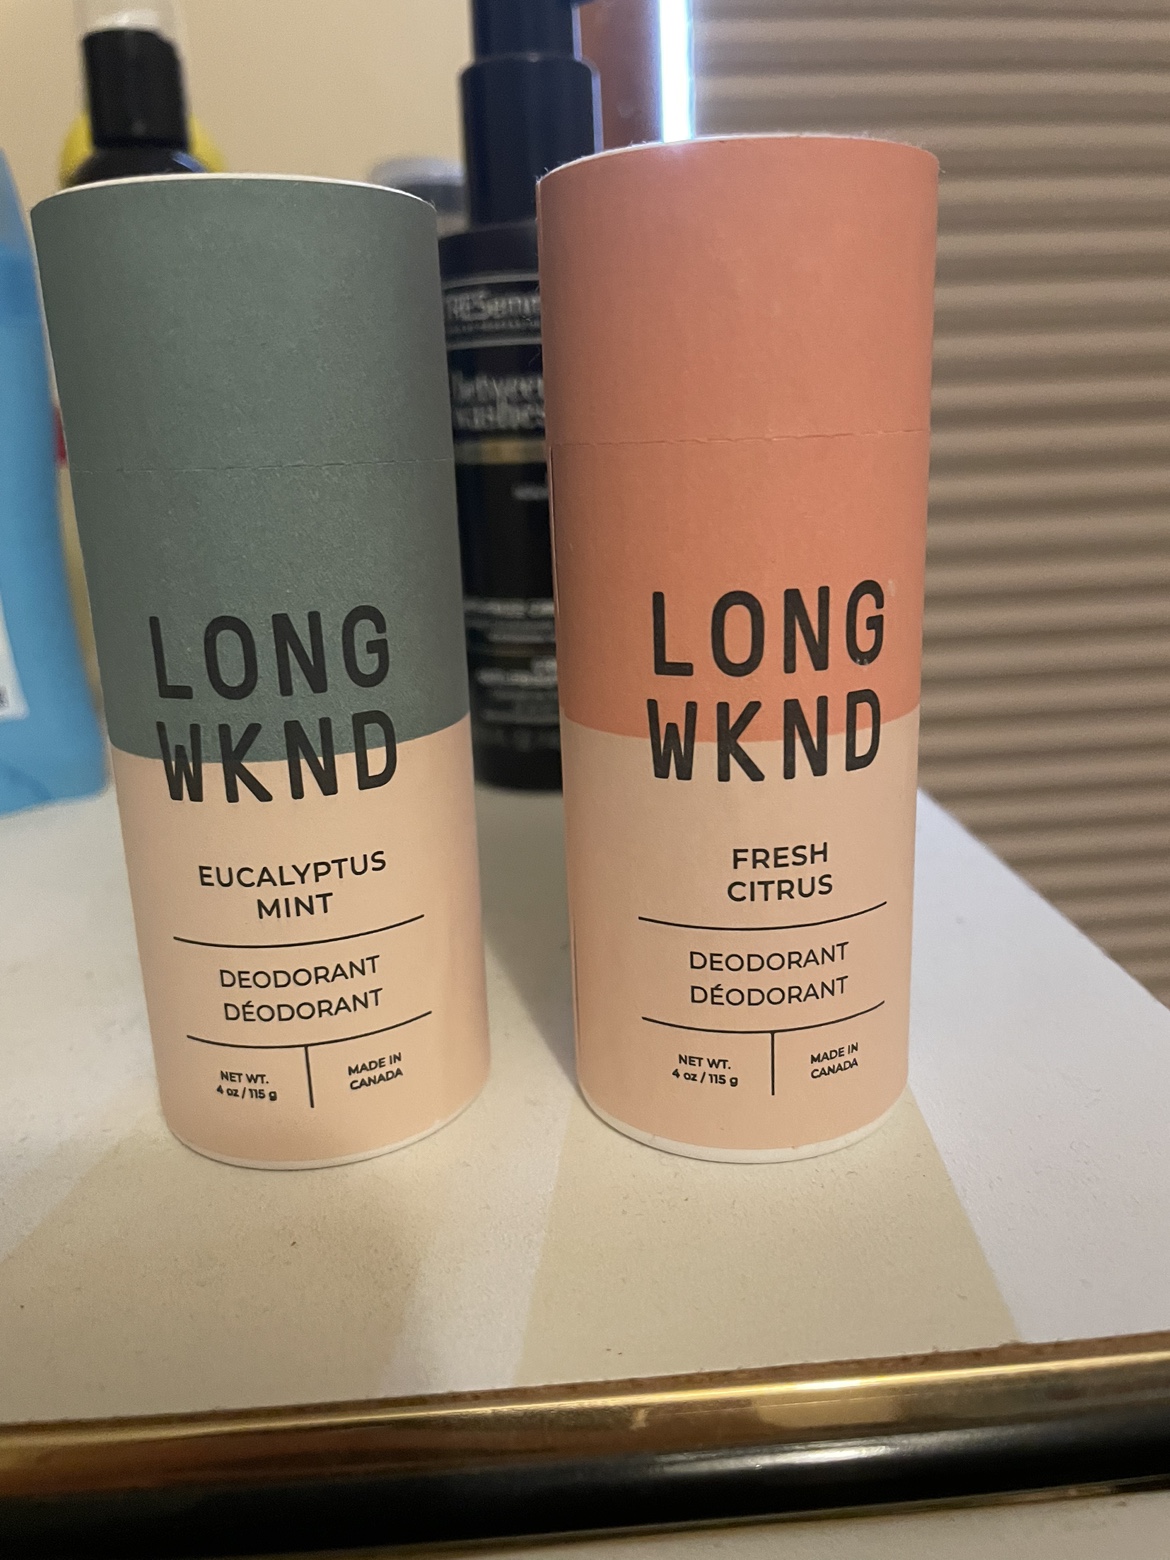 LONG
WKND
EUCALYPTUS
MINT
DEODORANT
DÉODORANT
NET WT.
4 oz / 115 g
MADE IN
CANADA
LONG
WKND
FRESH
CITRUS
DEODORANT
DÉODORANT
NET WT.
4 oz / 115 g
MADE IN
CANADA